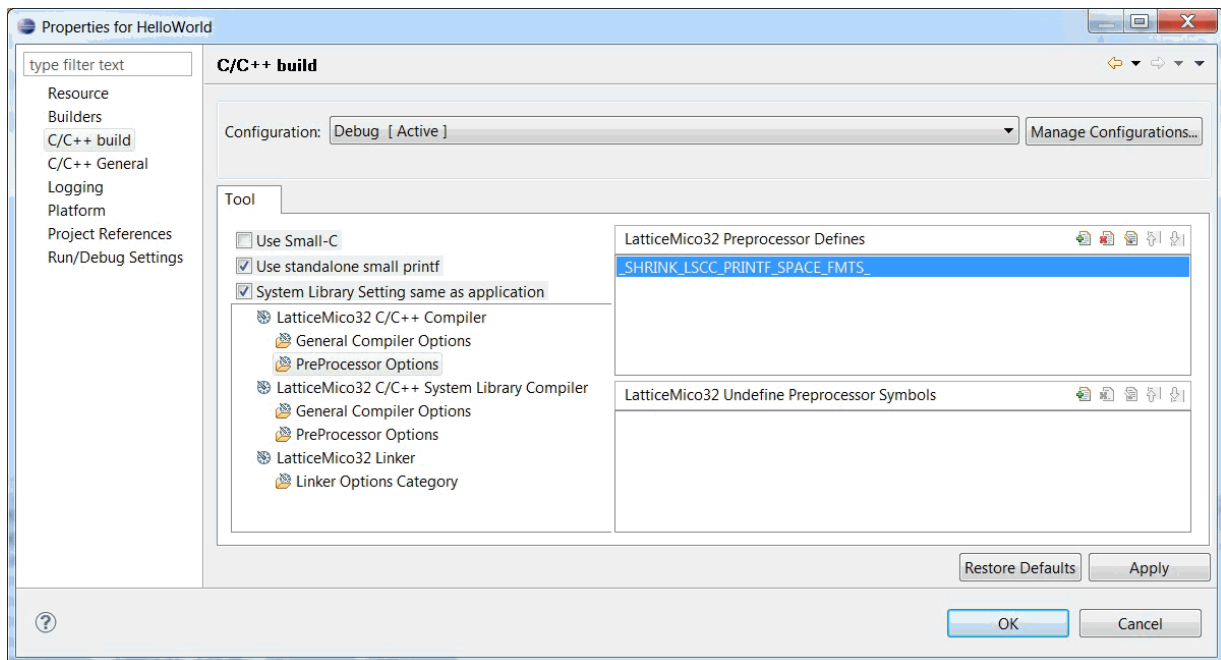 Properties for HelloWorld
type filter text
Resource
Builders
C/C++ build
C/C++ General
Logging
Platform
Project References
Run/Debug Settings
C/C++ build
Configuration: Debug [ Active ] Manage Configurations...
Tool
Use Small-C
Use standalone small printf
System Library Setting same as application
LatticeMico32 C/C++ Compiler
General Compiler Options
PreProcessor Options
LatticeMico32 C/C++ System Library Compiler
General Compiler Options
PreProcessor Options
LatticeMico32 Linker
Linker Options Category
LatticeMico32 Preprocessor Defines
_SHRINK_LSCC_PRINTF_SPACE_FMTS_
LatticeMico32 Undefine Preprocessor Symbols
Restore Defaults Apply
? OK Cancel